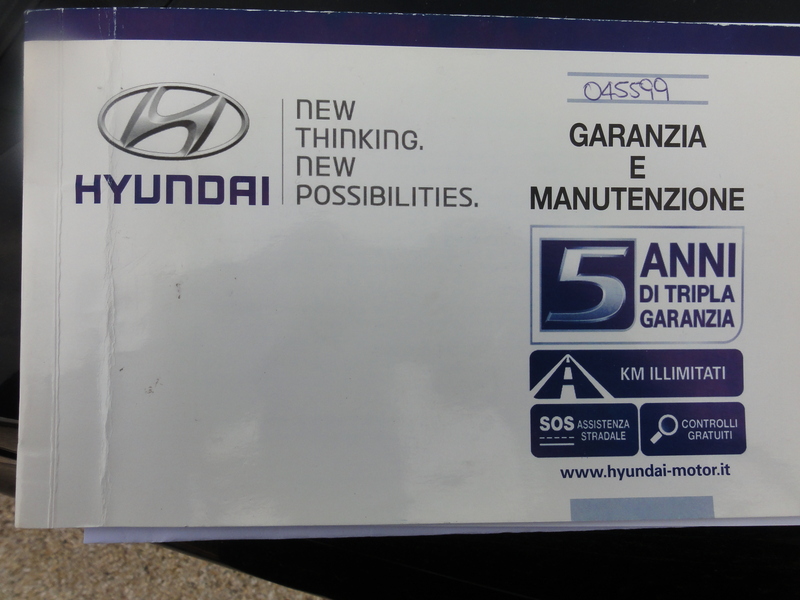 HYUNDAI
NEW
THINKING.
NEW
POSSIBILITIES.
045599
GARANZIA
E
MANUTENZIONE
5 ANNI
DI TRIPLA
GARANZIA
KM ILLIMITATI
SOS ASSISTENZA
STRADALE
CONTROLLI
GRATUITI
www.hyundai-motor.it